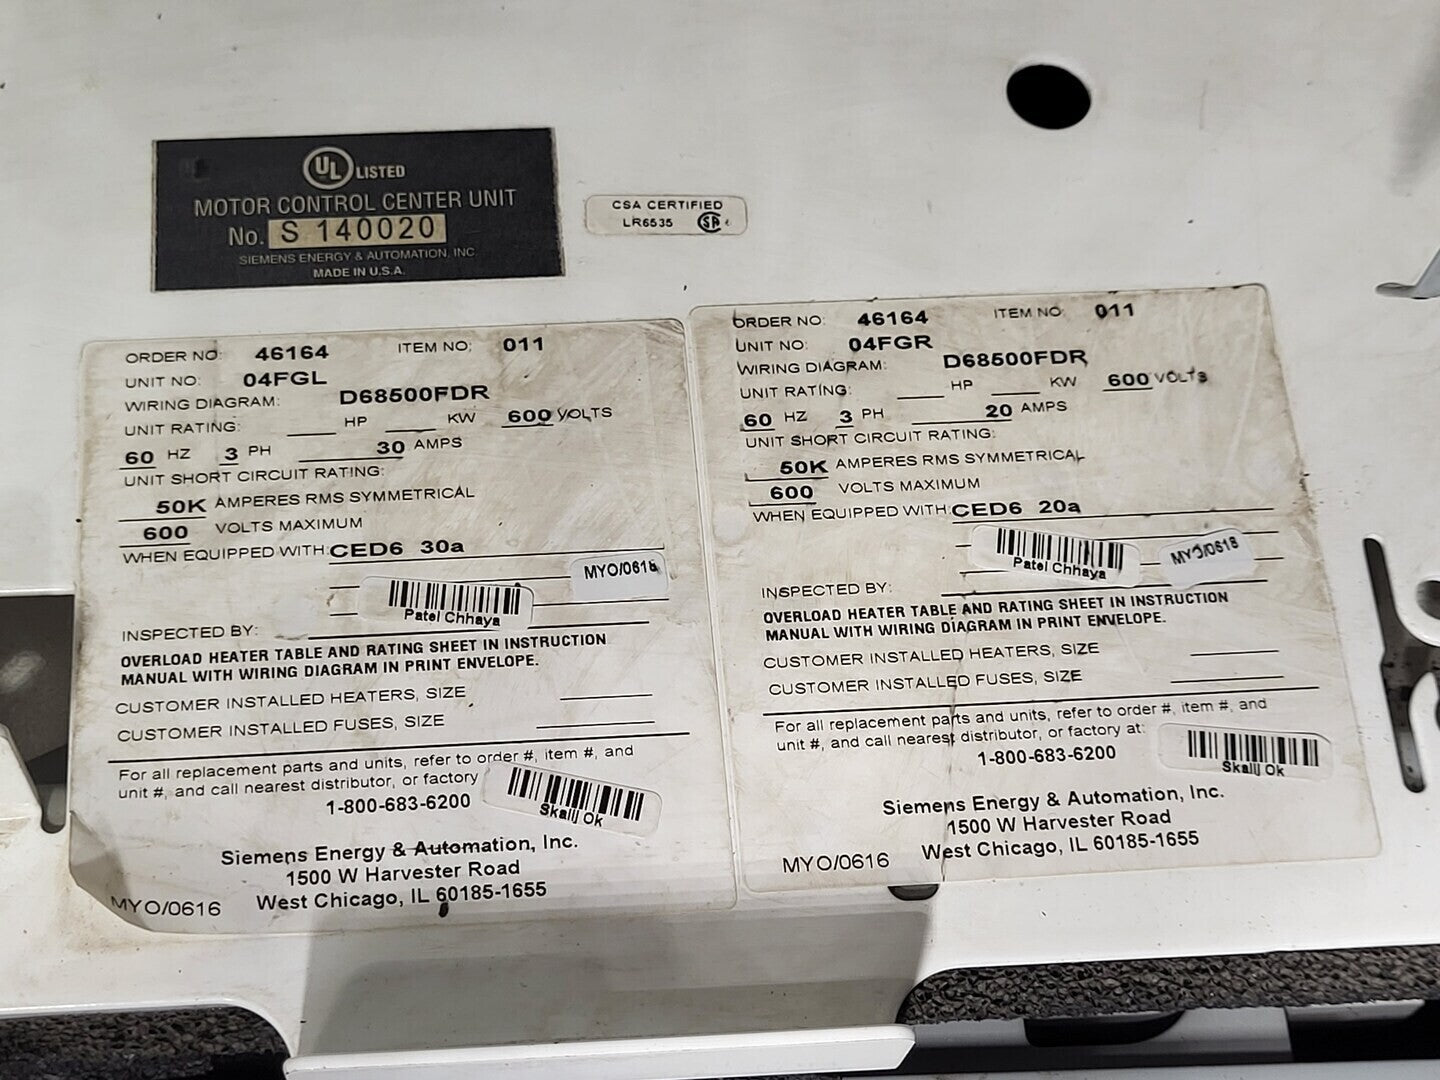 UL LISTED
MOTOR CONTROL CENTER UNIT
No. S 140020
SIEMENS ENERGY & AUTOMATION, INC.
MADE IN U.S.A.
CSA CERTIFIED
LR6535
ORDER NO: 46164 ITEM NO; 011
UNIT NO: 04FGL
WIRING DIAGRAM: D68500FDR
UNIT RATING: HP KW 600 VOLTS
60 HZ 3 PH 30 AMPS
UNIT SHORT CIRCUIT RATING:
50K AMPERES RMS SYMMETRICAL
600 VOLTS MAXIMUM
WHEN EQUIPPED WITH: CED6 30a
MYO/0616
Patel Chhaya
INSPECTED BY:
OVERLOAD HEATER TABLE AND RATING SHEET IN INSTRUCTION
MANUAL WITH WIRING DIAGRAM IN PRINT ENVELOPE.
CUSTOMER INSTALLED HEATERS, SIZE
CUSTOMER INSTALLED FUSES, SIZE
For all replacement parts and units, refer to order #, item #, and
unit #, and call nearest distributor, or factory
1-800-683-6200
Skallj Ok
Siemens Energy & Automation, Inc.
1500 W Harvester Road
MYO/0616 West Chicago, IL 60185-1655
ORDER NO: 46164 ITEM NO: 011
UNIT NO: 04FGR
WIRING DIAGRAM: D68500FDR
UNIT RATING: HP KW 600 VOLTS
60 HZ 3 PH 20 AMPS
UNIT SHORT CIRCUIT RATING:
50K AMPERES RMS SYMMETRICAL
600 VOLTS MAXIMUM
WHEN EQUIPPED WITH: CED6 20a
Patel Chhaya
MYO/0616
INSPECTED BY:
OVERLOAD HEATER TABLE AND RATING SHEET IN INSTRUCTION
MANUAL WITH WIRING DIAGRAM IN PRINT ENVELOPE.
CUSTOMER INSTALLED HEATERS, SIZE
CUSTOMER INSTALLED FUSES, SIZE
For all replacement parts and units, refer to order #, item #, and
unit #, and call nearest distributor, or factory at:
1-800-683-6200
Skallj Ok
Siemens Energy & Automation, Inc.
1500 W Harvester Road
MYO/0616 West Chicago, IL 60185-1655